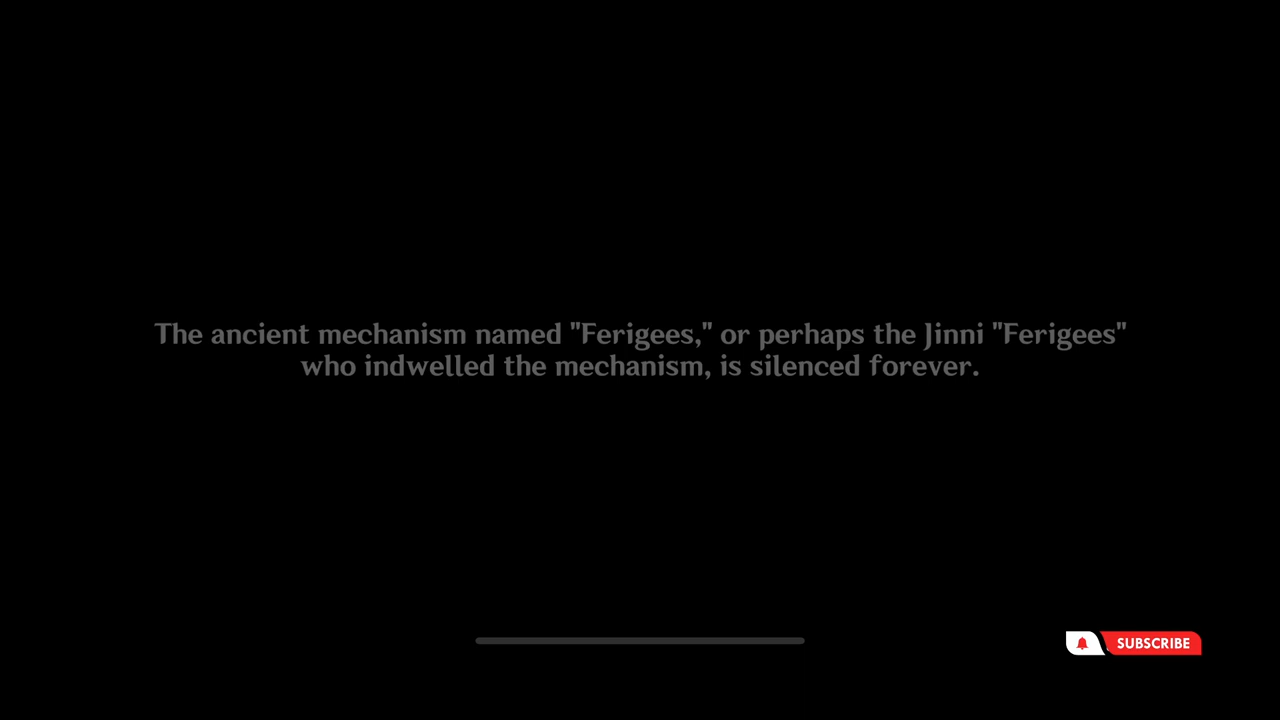 The ancient mechanism named "Ferigees," or perhaps the Jinni "Ferigees"
who indwelled the mechanism, is silenced forever.
SUBSCRIBE